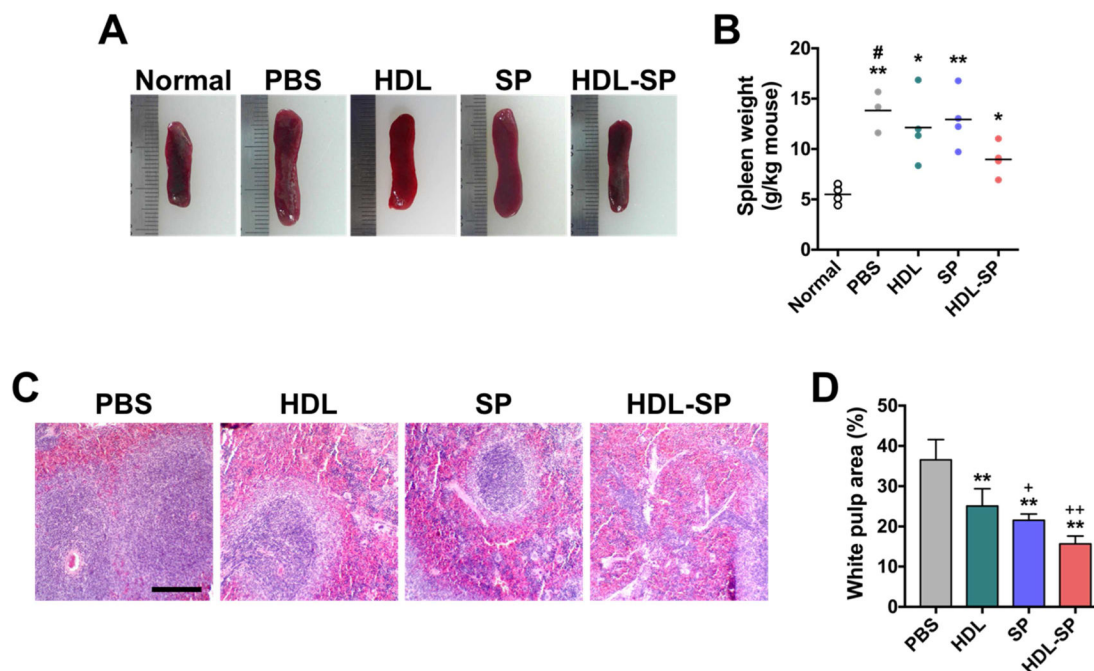 A
Normal PBS HDL SP HDL-SP
B
Spleen weight
(g/kg mouse)
20
15
10
5
0
#
**
*
**
*
Normal
PBS
HDL
SP
HDL-SP
C
PBS HDL SP HDL-SP
D
White pulp area (%)
50
40
30
20
10
0
**
+
**
++
**
PBS
HDL
SP
HDL-SP